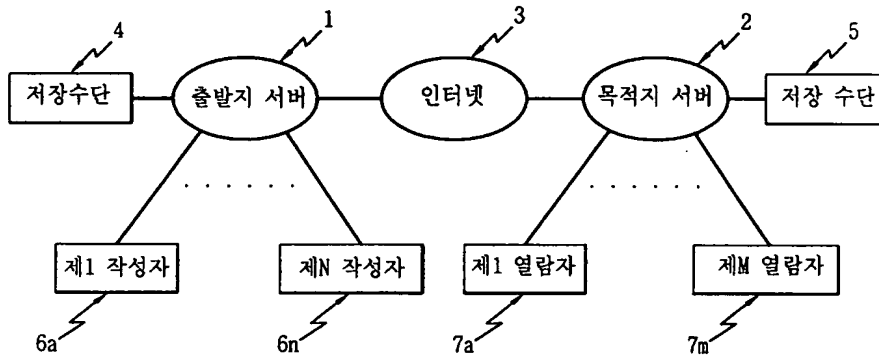 4
1
3
2
5
저장수단
출발지 서버
인터넷
목적지 서버
저장 수단
. . . . . .
. . . . . .
제1 작성자
제N 작성자
제1 열람자
제M 열람자
6a
6n
7a
7m